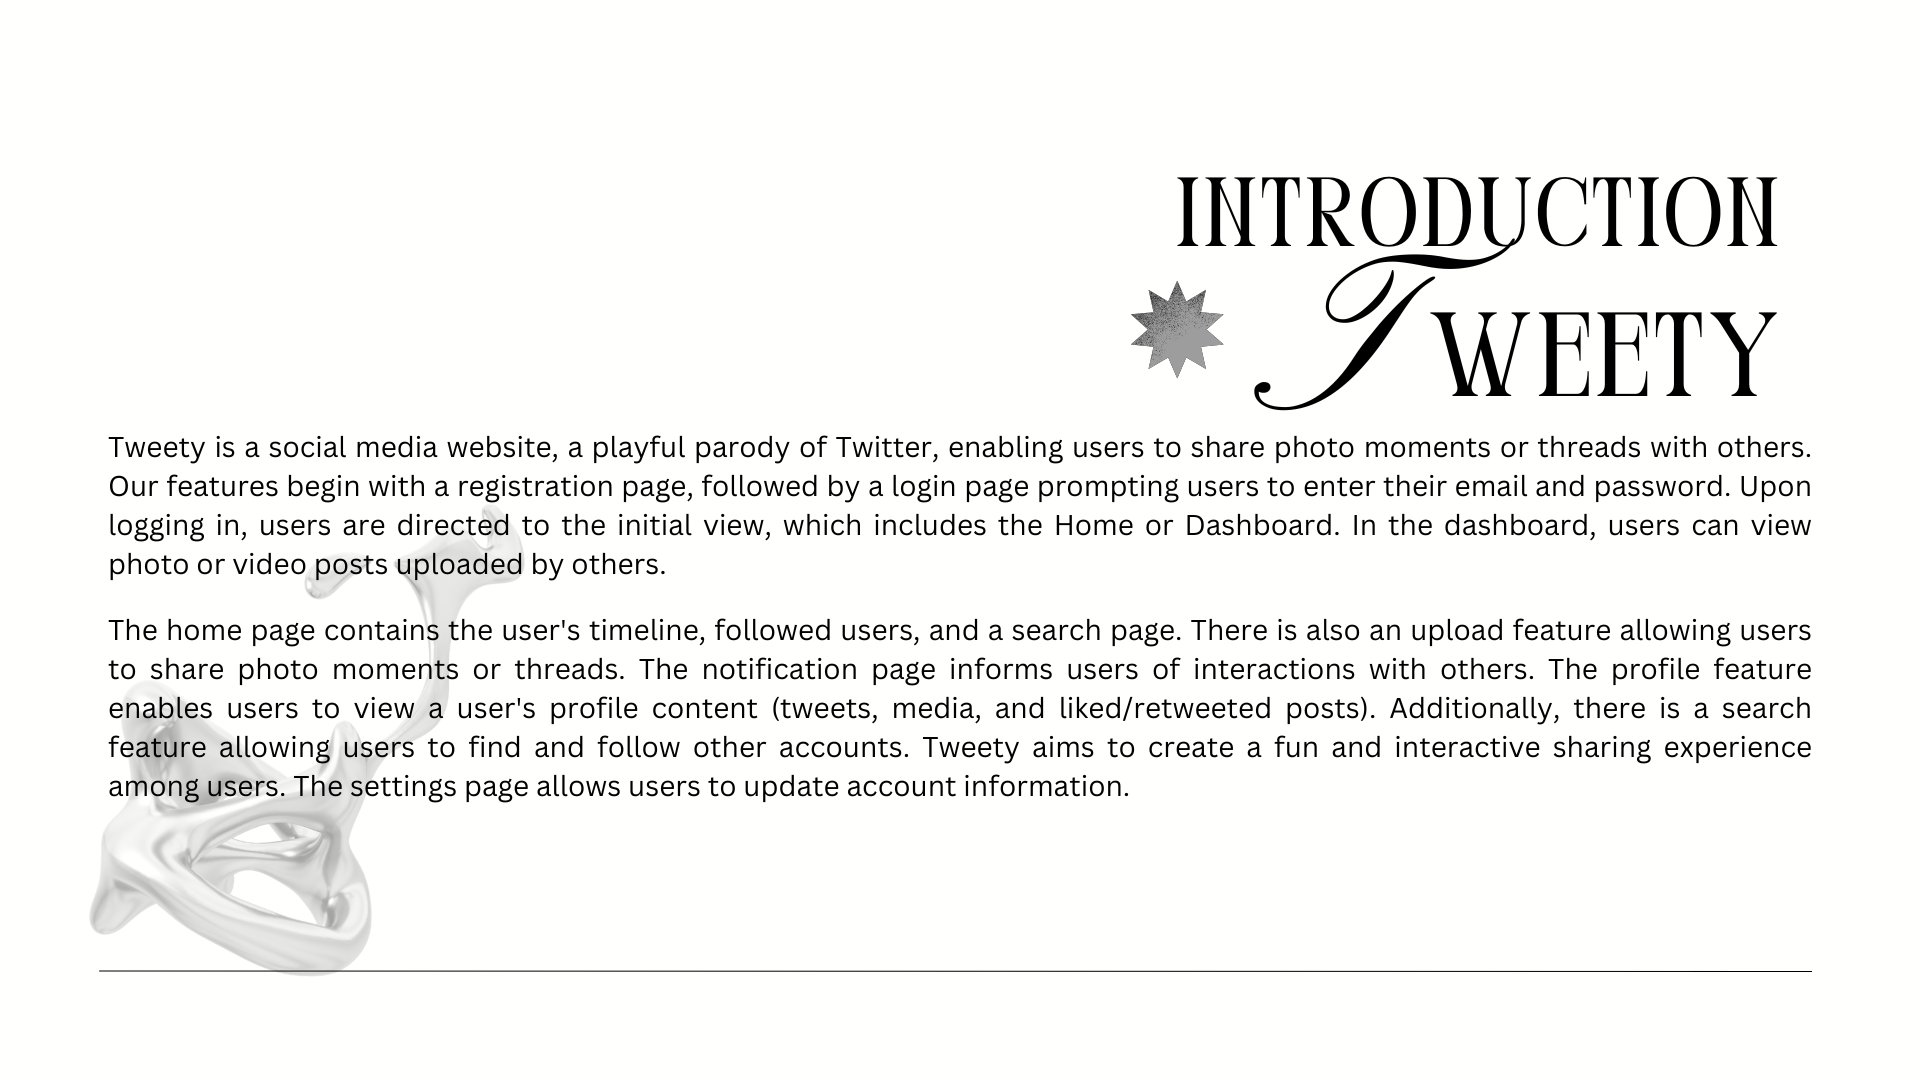 INTRODUCTION
TWEETY
Tweety is a social media website, a playful parody of Twitter, enabling users to share photo moments or threads with others.
Our features begin with a registration page, followed by a login page prompting users to enter their email and password. Upon
logging in, users are directed to the initial view, which includes the Home or Dashboard. In the dashboard, users can view
photo or video posts uploaded by others.
The home page contains the user's timeline, followed users, and a search page. There is also an upload feature allowing users
to share photo moments or threads. The notification page informs users of interactions with others. The profile feature
enables users to view a user's profile content (tweets, media, and liked/retweeted posts). Additionally, there is a search
feature allowing users to find and follow other accounts. Tweety aims to create a fun and interactive sharing experience
among users. The settings page allows users to update account information.